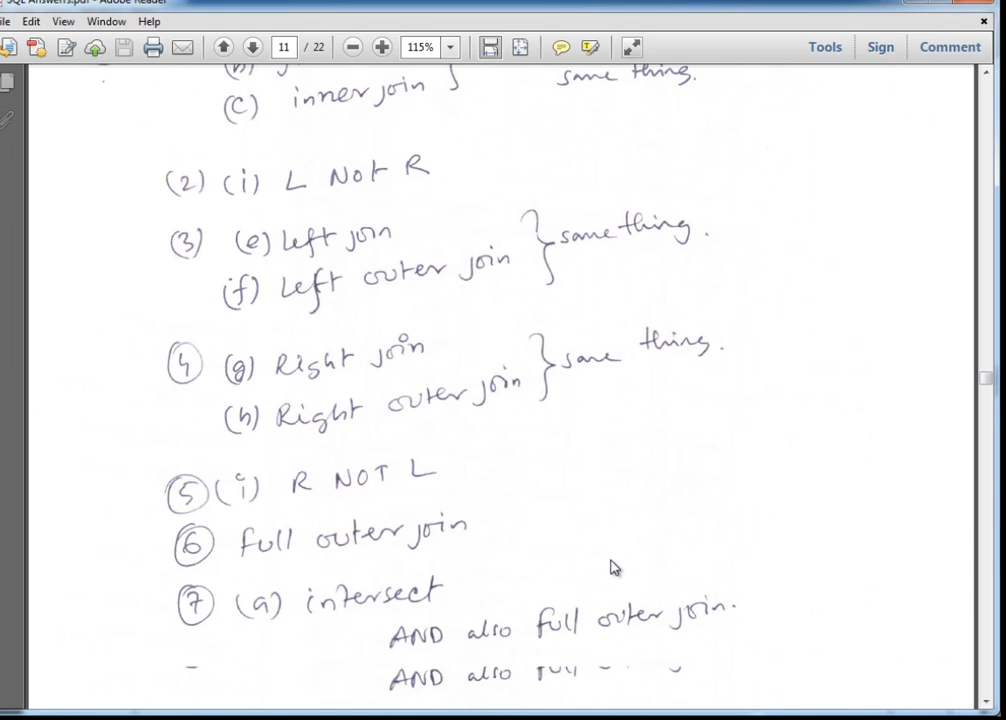 SQL Answers.pdf - Adobe Reader
ile Edit View Window Help
11 / 22 115% Tools Sign Comment
same thing.
(c) inner join
(2) (i) L Not R
(3) (e) left join
(f) Left outer join } same thing.
4 (g) Right join
(h) Right outer join } same thing.
5 (i) R NOT L
6 full outer join
7 (a) intersect
AND also full outer join.
AND also